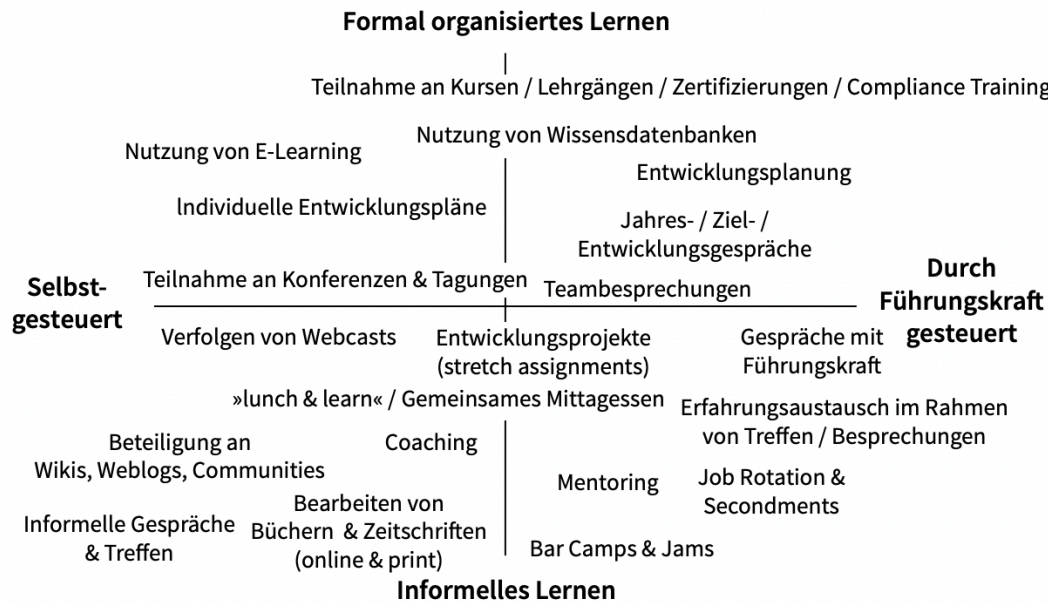 Formal organisiertes Lernen
Teilnahme an Kursen / Lehrgängen / Zertifizierungen / Compliance Training
Nutzung von Wissensdatenbanken
Nutzung von E-Learning
Entwicklungsplanung
Individuelle Entwicklungspläne
Jahres- / Ziel- /
Entwicklungsgespräche
Teilnahme an Konferenzen & Tagungen
Teambesprechungen
Selbst-
gesteuert
Durch
Führungskraft
gesteuert
Verfolgen von Webcasts
Entwicklungsprojekte
(stretch assignments)
Gespräche mit
Führungskraft
»lunch & learn« / Gemeinsames Mittagessen
Erfahrungsaustausch im Rahmen
von Treffen / Besprechungen
Beteiligung an
Wikis, Weblogs, Communities
Coaching
Mentoring
Job Rotation &
Secondments
Informelle Gespräche
& Treffen
Bearbeiten von
Büchern & Zeitschriften
(online & print)
Bar Camps & Jams
Informelles Lernen